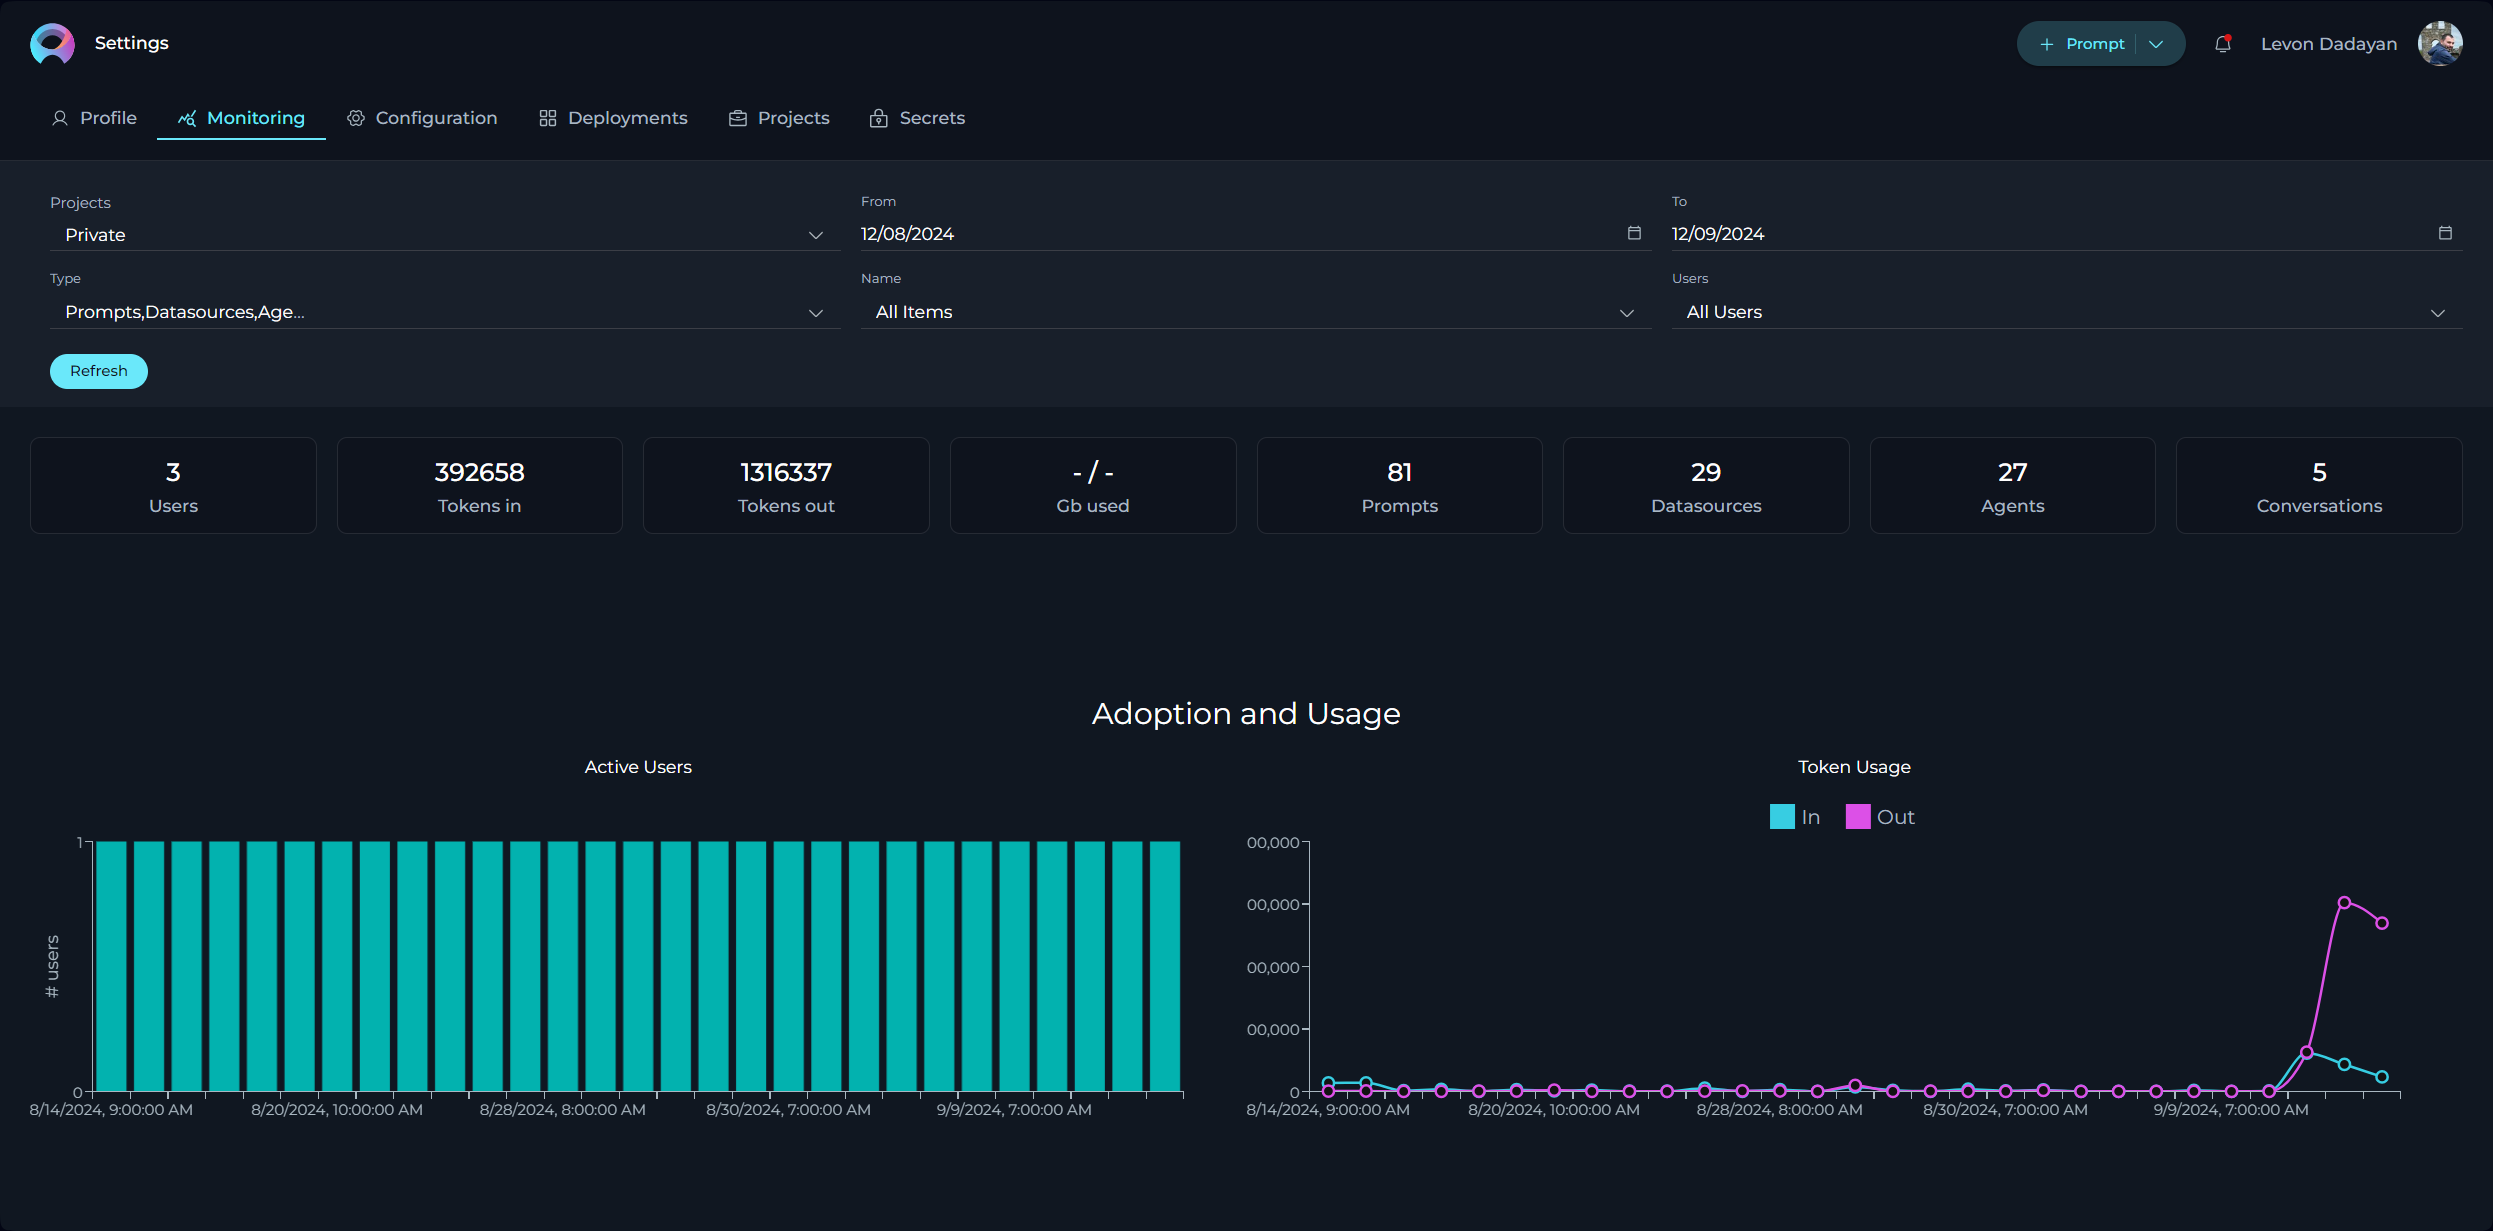 Settings
Prompt
Levon Dadayan
Profile
Monitoring
Configuration
Deployments
Projects
Secrets
Projects
Private
From
12/08/2024
To
12/09/2024
Type
Prompts,Datasources,Age...
Name
All Items
Users
All Users
Refresh
3
Users
392658
Tokens in
1316337
Tokens out
- / -
Gb used
81
Prompts
29
Datasources
27
Agents
5
Conversations
Adoption and Usage
Active Users
# users
1
0
8/14/2024, 9:00:00 AM
8/20/2024, 10:00:00 AM
8/28/2024, 8:00:00 AM
8/30/2024, 7:00:00 AM
9/9/2024, 7:00:00 AM
Token Usage
In
Out
00,000
00,000
00,000
00,000
0
8/14/2024, 9:00:00 AM
8/20/2024, 10:00:00 AM
8/28/2024, 8:00:00 AM
8/30/2024, 7:00:00 AM
9/9/2024, 7:00:00 AM